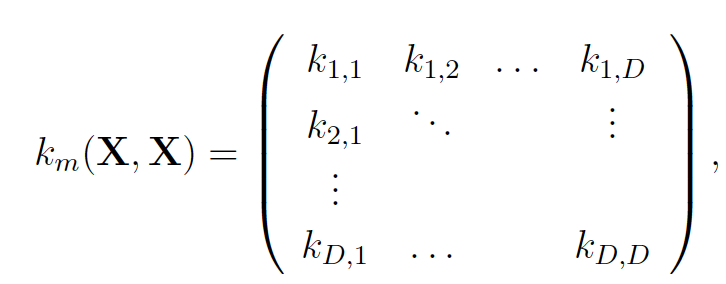 k_{1,1} k_{1,2} … k_{1,D}
k_{2,1} ⋱ ⋮
k_m(𝐗, 𝐗) = ,
⋮
k_{D,1} … k_{D,D}